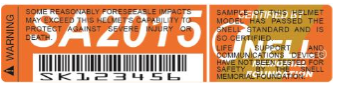 WARNING
SOME REASONABLY FORESEEABLE IMPACTS
MAY EXCEED THIS HELMET'S CAPABILITY TO
PROTECT AGAINST SEVERE INJURY OR
DEATH.
SA2015
SK123456
SAMPLE OF THIS HELMET
MODEL HAS PASSED THE
SNELL STANDARD AND IS
SO CERTIFIED.
LIFE SUPPORT AND
COMMUNICATIONS DEVICES
HAVE NOT BEEN TESTED FOR
SAFETY BY THE SNELL
MEMORIAL FOUNDATION
SNELL